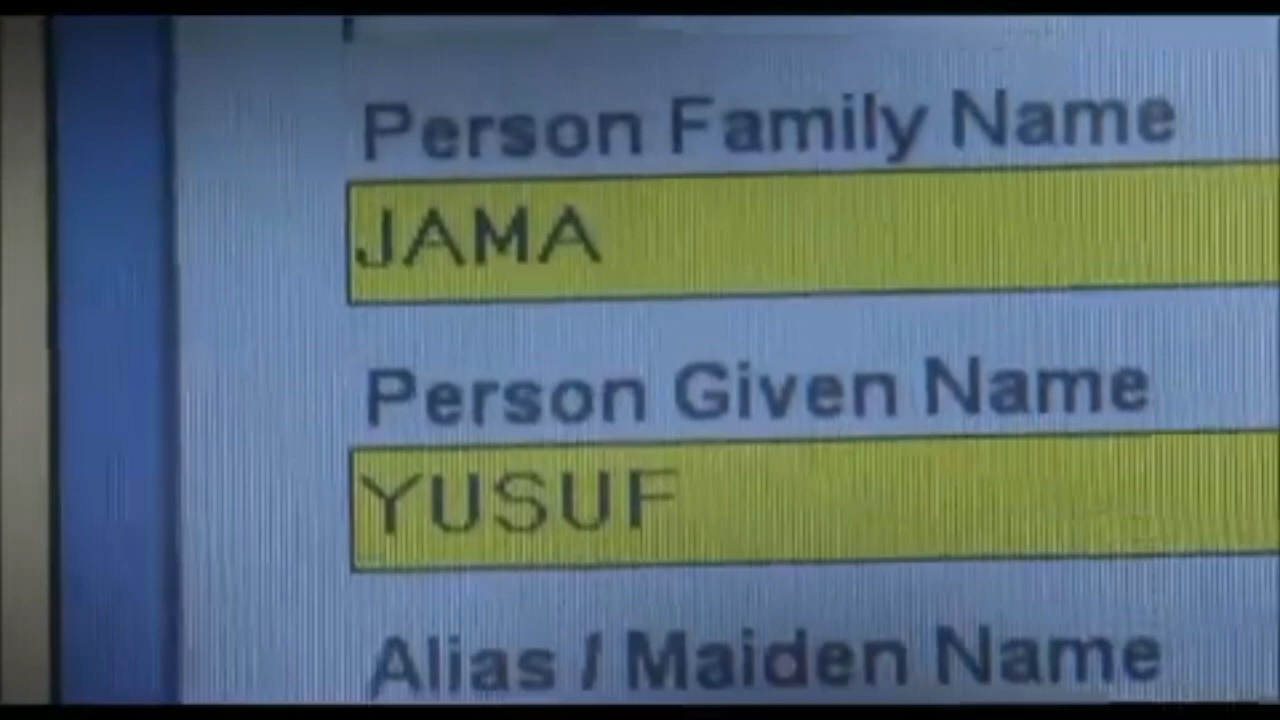 Person Family Name
JAMA
Person Given Name
YUSUF
Alias / Maiden Name